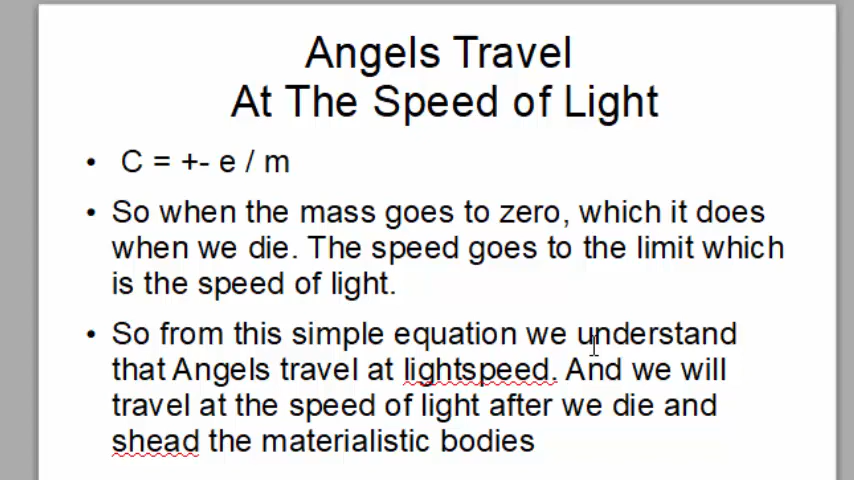 Angels Travel
At The Speed of Light
• C = +- e / m
• So when the mass goes to zero, which it does
when we die. The speed goes to the limit which
is the speed of light.
• So from this simple equation we understand
that Angels travel at lightspeed. And we will
travel at the speed of light after we die and
shead the materialistic bodies